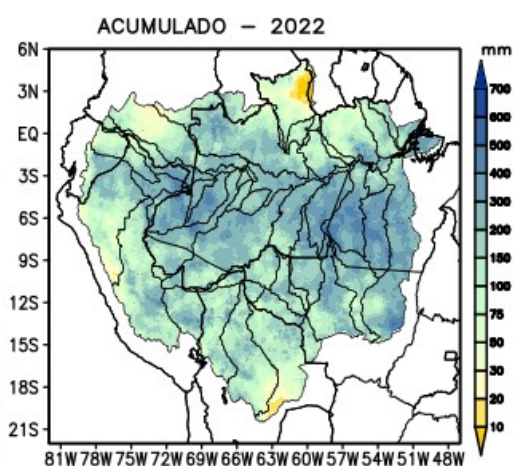 ACUMULADO – 2022
mm
6N
3N
EQ
3S
6S
9S
12S
15S
18S
21S
81W 78W 75W 72W 69W 66W 63W 60W 57W 54W 51W 48W
700
600
500
400
300
200
150
100
75
50
30
20
10